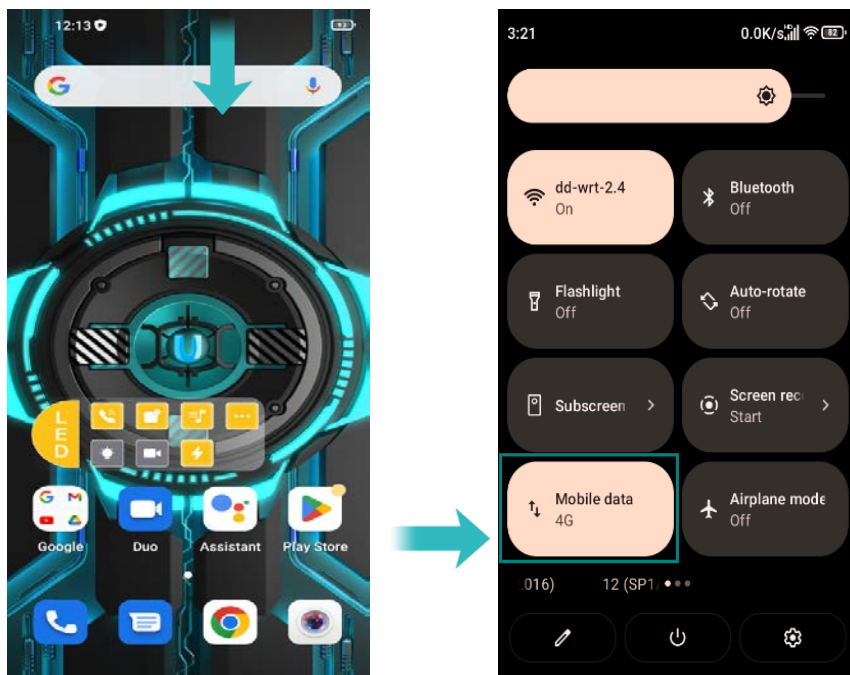 12:13
93
G
LED
U
Google
Duo
Assistant
Play Store
3:21
0.0K/s HD 82
dd-wrt-2.4
On
Bluetooth
Off
Flashlight
Off
Auto-rotate
Off
Subscreen
Screen rec
Start
Mobile data
4G
Airplane mode
Off
.016) 12 (SP1/